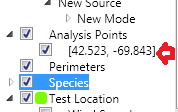 New Source
New Mode
Analysis Points
[42.523, -69.843]
Perimeters
Species
Test Location